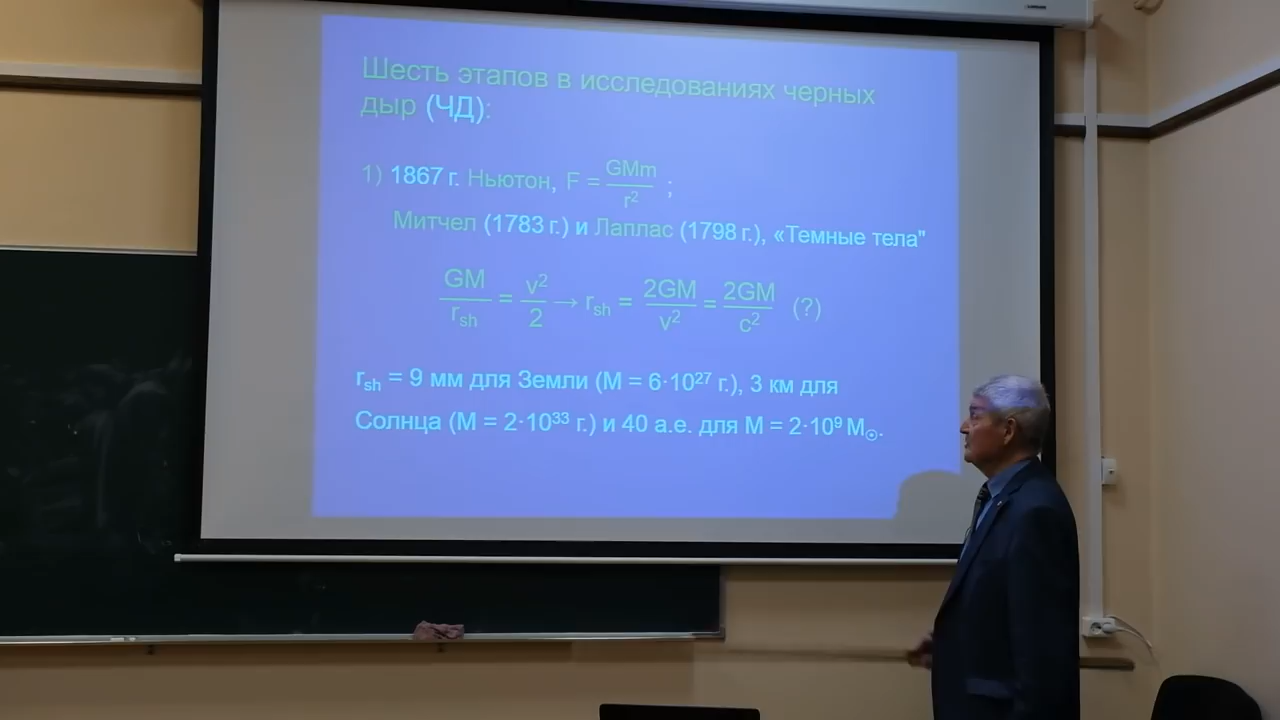 Шесть этапов в исследованиях черных
дыр (ЧД):
1) 1867 г. Ньютон, F = GMm/r² ;
Митчел (1783 г.) и Лаплас (1798 г.), «Темные тела"
GM/r_sh = v²/2 → r_sh = 2GM/v² = 2GM/c² (?)
r_sh = 9 мм для Земли (M = 6·10²⁷ г.), 3 км для
Солнца (M = 2·10³³ г.) и 40 а.е. для M = 2·10⁹ M☉.